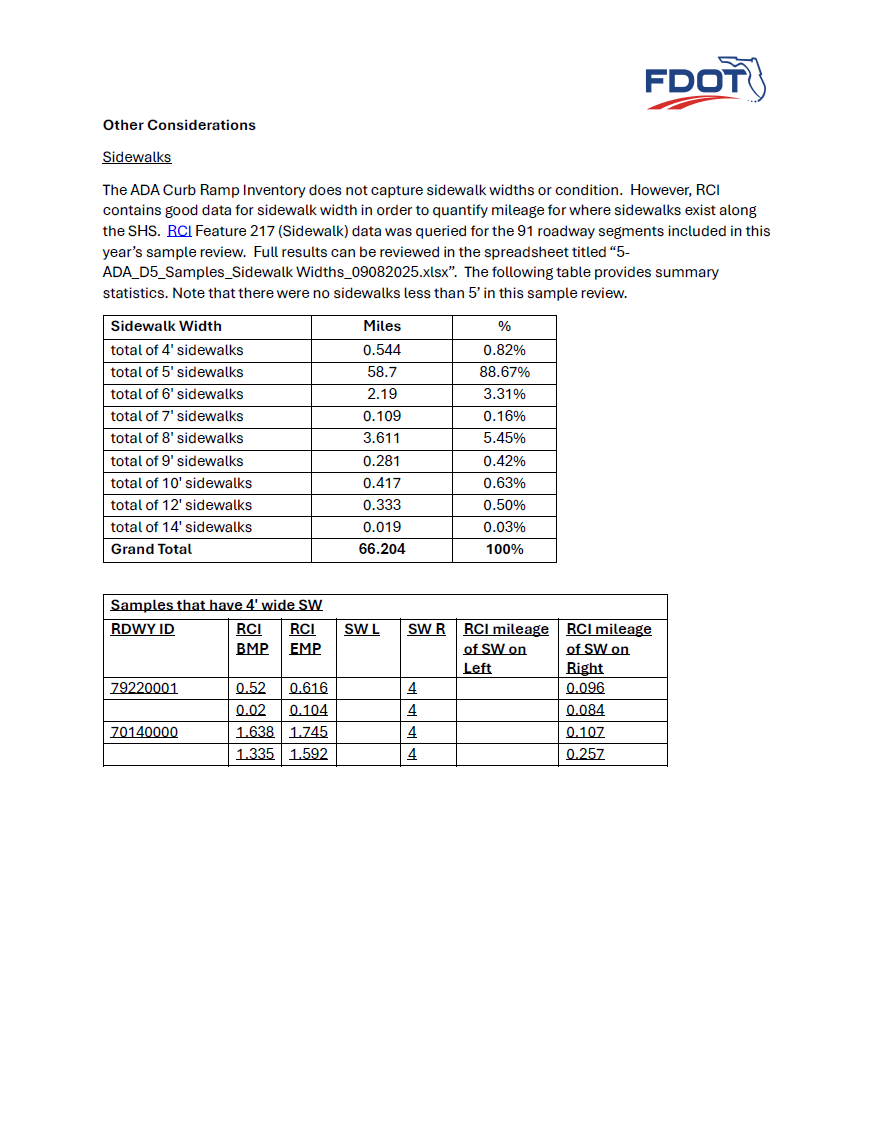 FDOT
Other Considerations
Sidewalks
The ADA Curb Ramp Inventory does not capture sidewalk widths or condition.  However, RCI
contains good data for sidewalk width in order to quantify mileage for where sidewalks exist along
the SHS.  RCI Feature 217 (Sidewalk) data was queried for the 91 roadway segments included in this
year’s sample review.  Full results can be reviewed in the spreadsheet titled “5-
ADA_D5_Samples_Sidewalk Widths_09082025.xlsx”.  The following table provides summary
statistics. Note that there were no sidewalks less than 5’ in this sample review.
Sidewalk Width Miles %
total of 4' sidewalks 0.544 0.82%
total of 5' sidewalks 58.7 88.67%
total of 6' sidewalks 2.19 3.31%
total of 7' sidewalks 0.109 0.16%
total of 8' sidewalks 3.611 5.45%
total of 9' sidewalks 0.281 0.42%
total of 10' sidewalks 0.417 0.63%
total of 12' sidewalks 0.333 0.50%
total of 14' sidewalks 0.019 0.03%
Grand Total 66.204 100%
Samples that have 4' wide SW
RDWY ID RCI RCI SW L SW R RCI mileage RCI mileage
BMP EMP of SW on of SW on
Left Right
79220001 0.52 0.616 4 0.096
0.02 0.104 4 0.084
70140000 1.638 1.745 4 0.107
1.335 1.592 4 0.257